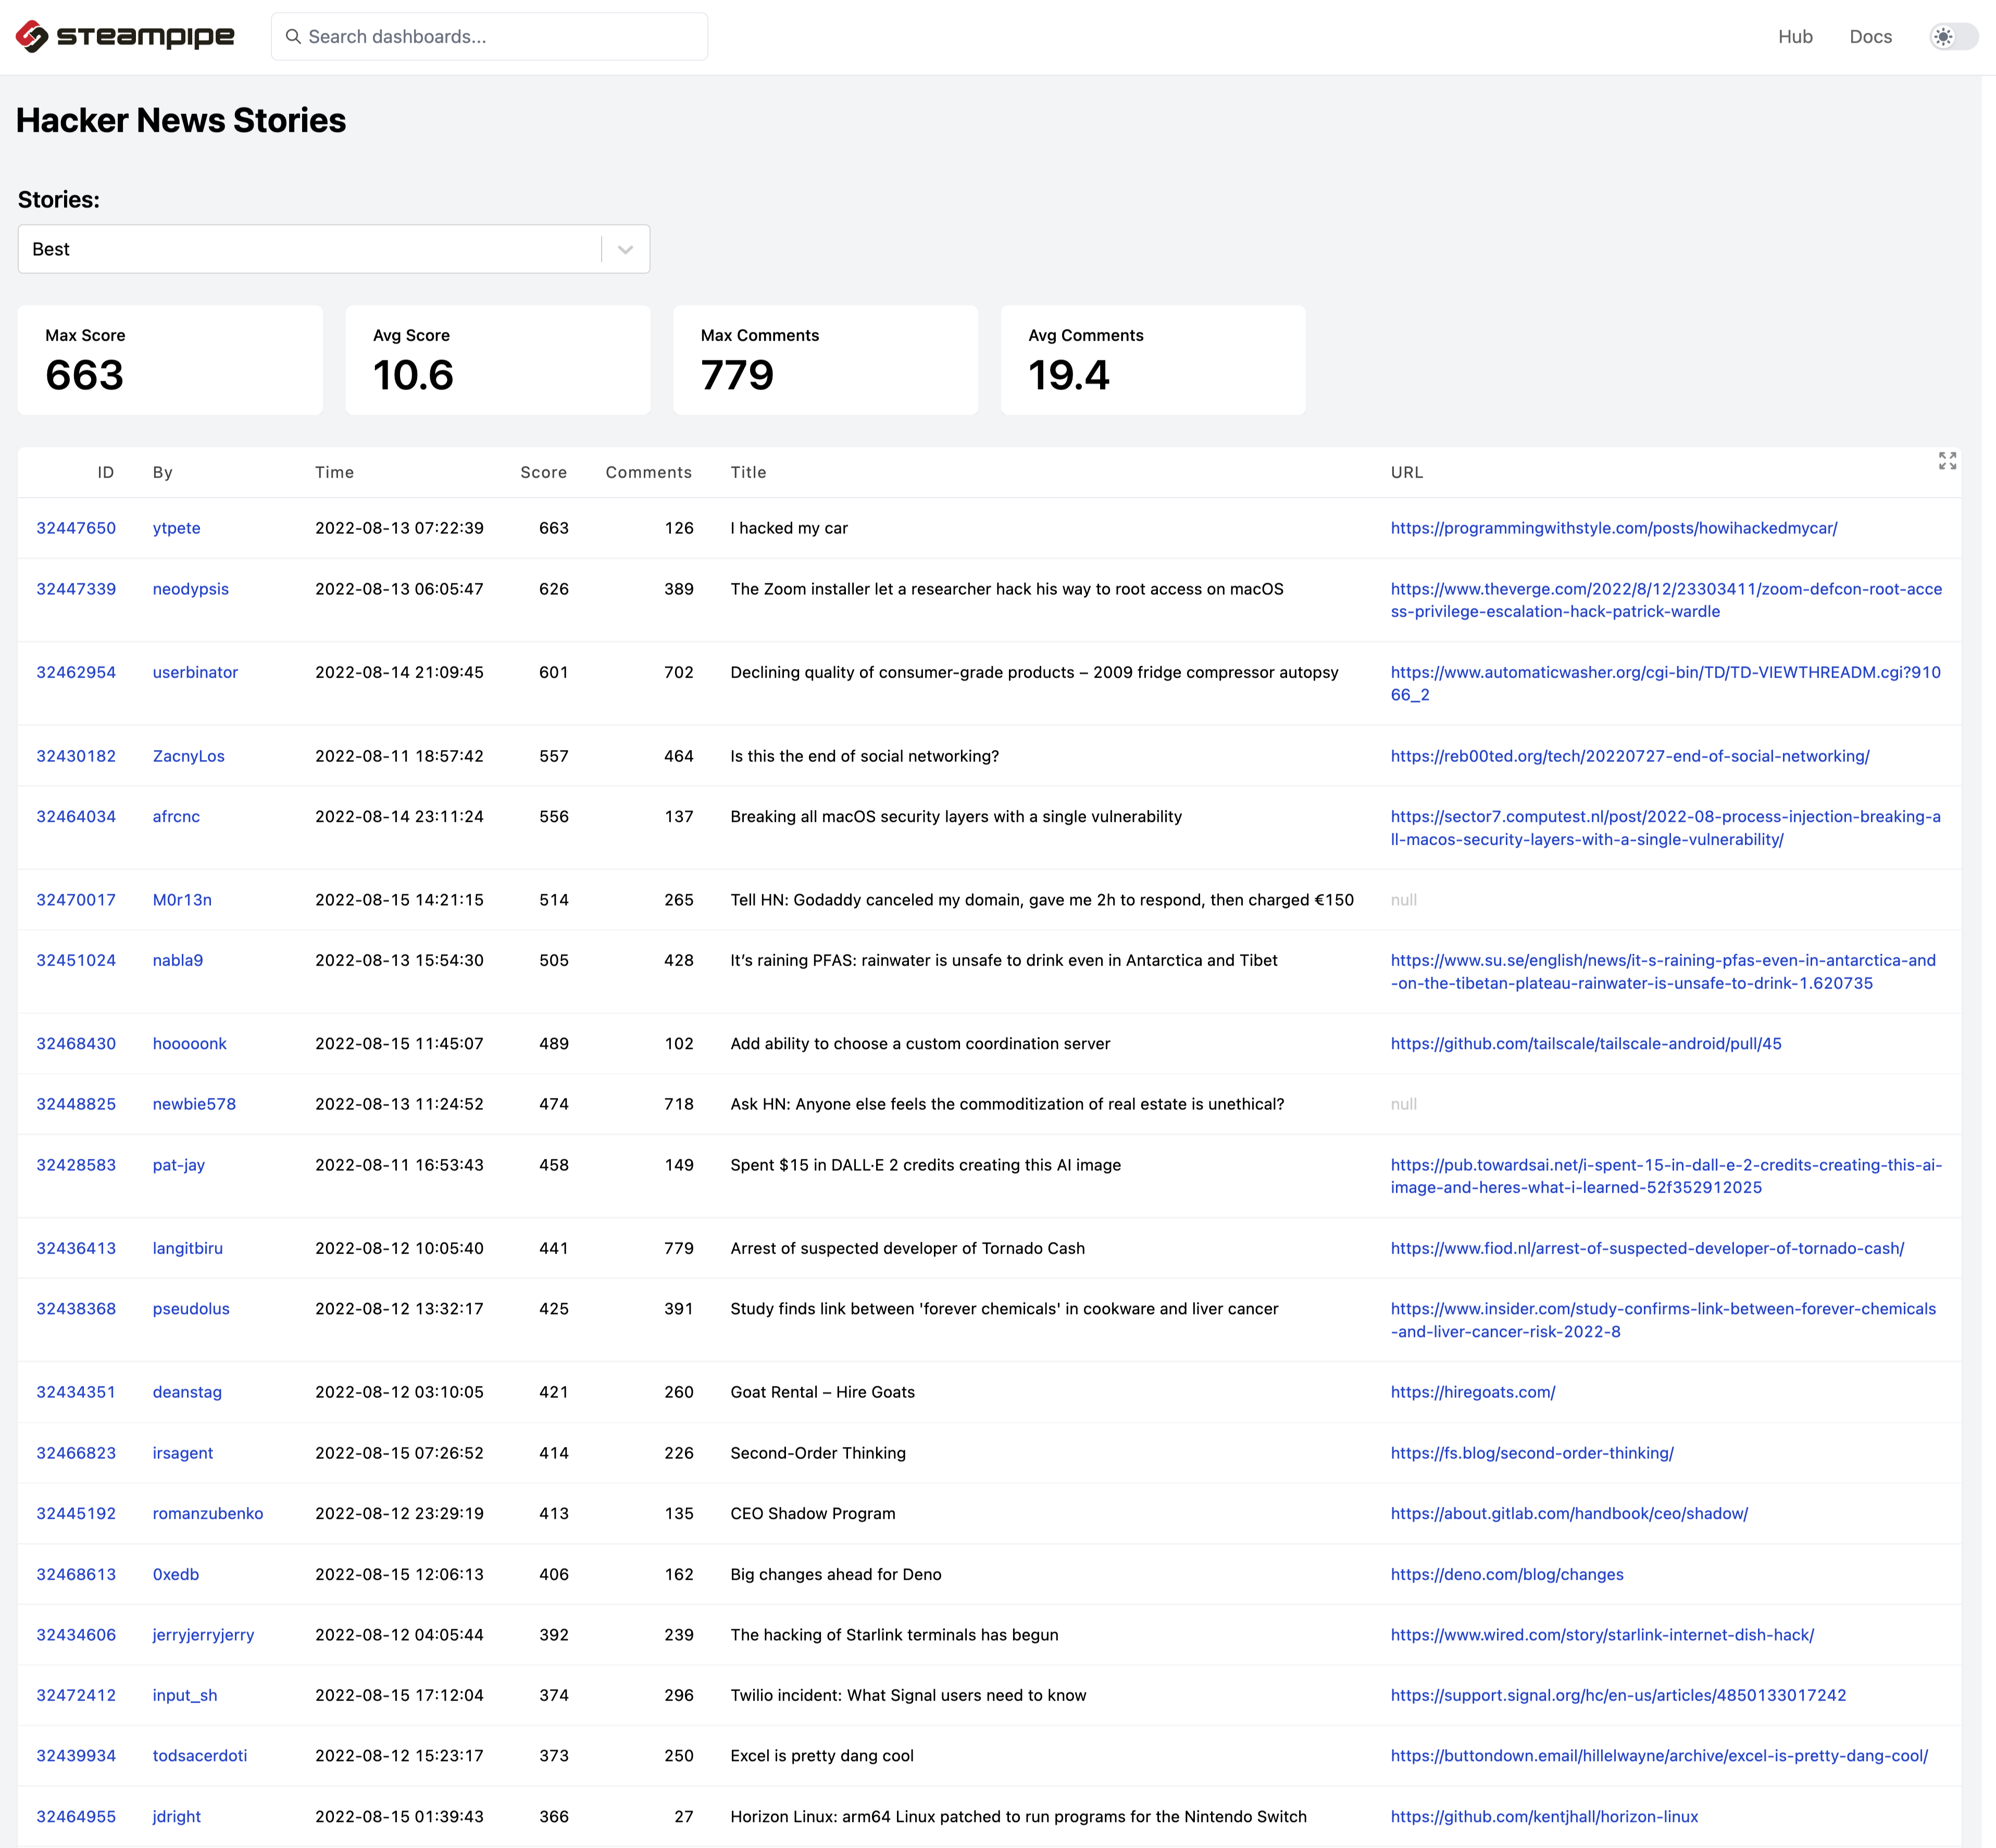 steampipe
Search dashboards...
Hub Docs
Hacker News Stories
Stories:
Best
Max Score Avg Score Max Comments Avg Comments
663 10.6 779 19.4
ID By Time Score Comments Title URL
32447650 ytpete 2022-08-13 07:22:39 663 126 I hacked my car https://programmingwithstyle.com/posts/howihackedmycar/
32447339 neodypsis 2022-08-13 06:05:47 626 389 The Zoom installer let a researcher hack his way to root access on macOS https://www.theverge.com/2022/8/12/23303411/zoom-defcon-root-acce
ss-privilege-escalation-hack-patrick-wardle
32462954 userbinator 2022-08-14 21:09:45 601 702 Declining quality of consumer-grade products – 2009 fridge compressor autopsy https://www.automaticwasher.org/cgi-bin/TD/TD-VIEWTHREADM.cgi?910
66_2
32430182 ZacnyLos 2022-08-11 18:57:42 557 464 Is this the end of social networking? https://reb00ted.org/tech/20220727-end-of-social-networking/
32464034 afrcnc 2022-08-14 23:11:24 556 137 Breaking all macOS security layers with a single vulnerability https://sector7.computest.nl/post/2022-08-process-injection-breaking-a
ll-macos-security-layers-with-a-single-vulnerability/
32470017 M0r13n 2022-08-15 14:21:15 514 265 Tell HN: Godaddy canceled my domain, gave me 2h to respond, then charged €150 null
32451024 nabla9 2022-08-13 15:54:30 505 428 It’s raining PFAS: rainwater is unsafe to drink even in Antarctica and Tibet https://www.su.se/english/news/it-s-raining-pfas-even-in-antarctica-and
-on-the-tibetan-plateau-rainwater-is-unsafe-to-drink-1.620735
32468430 hooooonk 2022-08-15 11:45:07 489 102 Add ability to choose a custom coordination server https://github.com/tailscale/tailscale-android/pull/45
32448825 newbie578 2022-08-13 11:24:52 474 718 Ask HN: Anyone else feels the commoditization of real estate is unethical? null
32428583 pat-jay 2022-08-11 16:53:43 458 149 Spent $15 in DALL·E 2 credits creating this AI image https://pub.towardsai.net/i-spent-15-in-dall-e-2-credits-creating-this-ai-
image-and-heres-what-i-learned-52f352912025
32436413 langitbiru 2022-08-12 10:05:40 441 779 Arrest of suspected developer of Tornado Cash https://www.fiod.nl/arrest-of-suspected-developer-of-tornado-cash/
32438368 pseudolus 2022-08-12 13:32:17 425 391 Study finds link between 'forever chemicals' in cookware and liver cancer https://www.insider.com/study-confirms-link-between-forever-chemicals
-and-liver-cancer-risk-2022-8
32434351 deanstag 2022-08-12 03:10:05 421 260 Goat Rental – Hire Goats https://hiregoats.com/
32466823 irsagent 2022-08-15 07:26:52 414 226 Second-Order Thinking https://fs.blog/second-order-thinking/
32445192 romanzubenko 2022-08-12 23:29:19 413 135 CEO Shadow Program https://about.gitlab.com/handbook/ceo/shadow/
32468613 0xedb 2022-08-15 12:06:13 406 162 Big changes ahead for Deno https://deno.com/blog/changes
32434606 jerryjerryjerry 2022-08-12 04:05:44 392 239 The hacking of Starlink terminals has begun https://www.wired.com/story/starlink-internet-dish-hack/
32472412 input_sh 2022-08-15 17:12:04 374 296 Twilio incident: What Signal users need to know https://support.signal.org/hc/en-us/articles/4850133017242
32439934 todsacerdoti 2022-08-12 15:23:17 373 250 Excel is pretty dang cool https://buttondown.email/hillelwayne/archive/excel-is-pretty-dang-cool/
32464955 jdright 2022-08-15 01:39:43 366 27 Horizon Linux: arm64 Linux patched to run programs for the Nintendo Switch https://github.com/kentjhall/horizon-linux